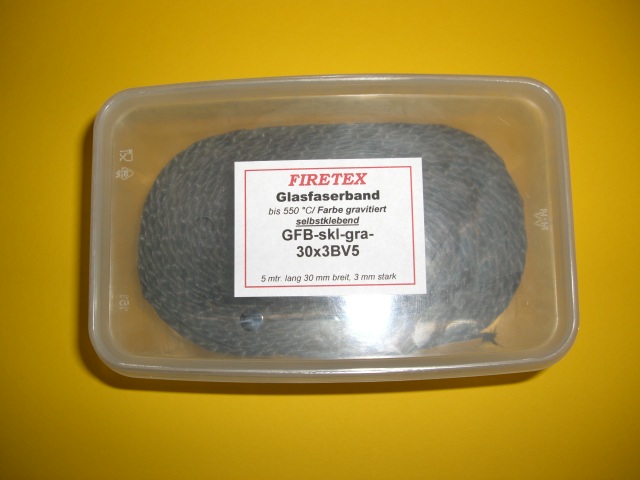 FIRETEX
Glasfaserband
bis 550 °C/ Farbe gravitiert
selbstklebend
GFB-skl-gra-
30x3BV5
5 mtr. lang 30 mm breit, 3 mm stark